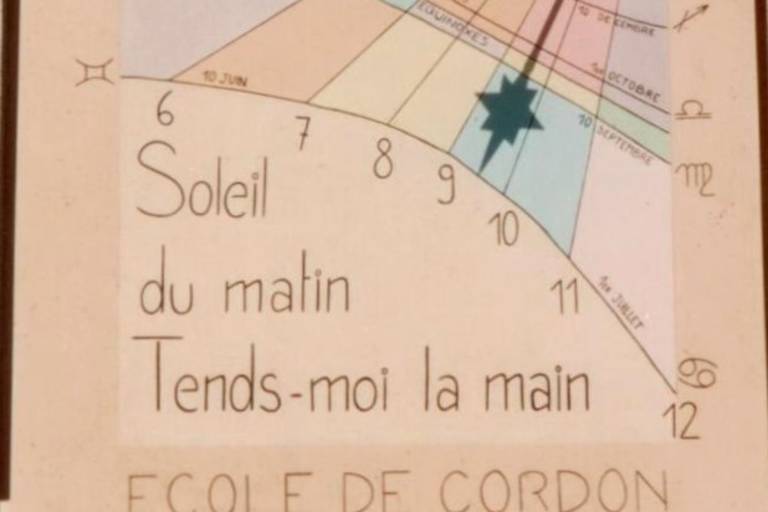 10 DECEMBRE
EQUINOXES
1er OCTOBRE
10 JUIN
10 SEPTEMBRE
6
7
8
9
10
11
12
1er JUILLET
Soleil
du matin
Tends-moi la main
ECOLE DE CORDON